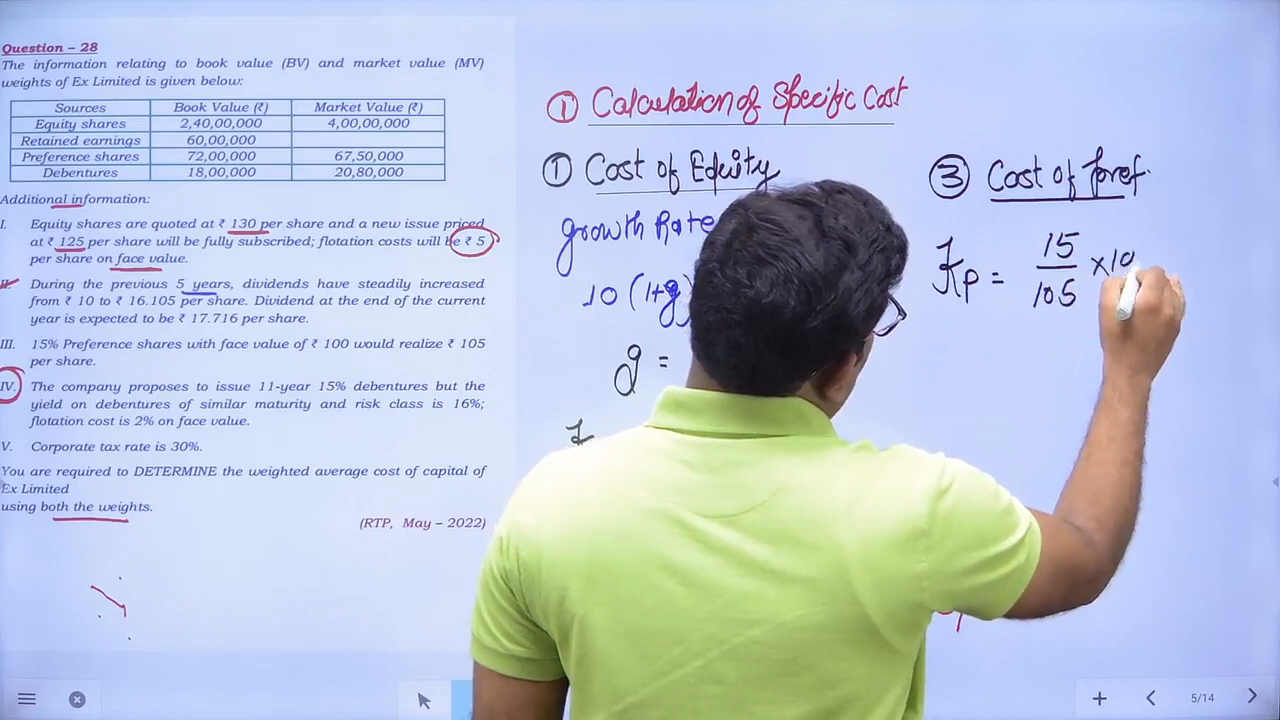 Question – 28
The information relating to book value (BV) and market value (MV)
weights of Ex Limited is given below:
Sources Book Value (₹) Market Value (₹)
Equity shares 2,40,00,000 4,00,00,000
Retained earnings 60,00,000
Preference shares 72,00,000 67,50,000
Debentures 18,00,000 20,80,000
Additional information:
I. Equity shares are quoted at ₹ 130 per share and a new issue priced
at ₹ 125 per share will be fully subscribed; flotation costs will be ₹ 5
per share on face value.
II. During the previous 5 years, dividends have steadily increased
from ₹ 10 to ₹ 16.105 per share. Dividend at the end of the current
year is expected to be ₹ 17.716 per share.
III. 15% Preference shares with face value of ₹ 100 would realize ₹ 105
per share.
IV. The company proposes to issue 11-year 15% debentures but the
yield on debentures of similar maturity and risk class is 16%;
flotation cost is 2% on face value.
V. Corporate tax rate is 30%.
You are required to DETERMINE the weighted average cost of capital of
Ex Limited
using both the weights.
(RTP, May – 2022)
① Calculation of Specific Cost
① Cost of Equity
growth Rate
10 (1+g)
g =
③ Cost of Pref.
Kp = 15/105 × 10
5/14